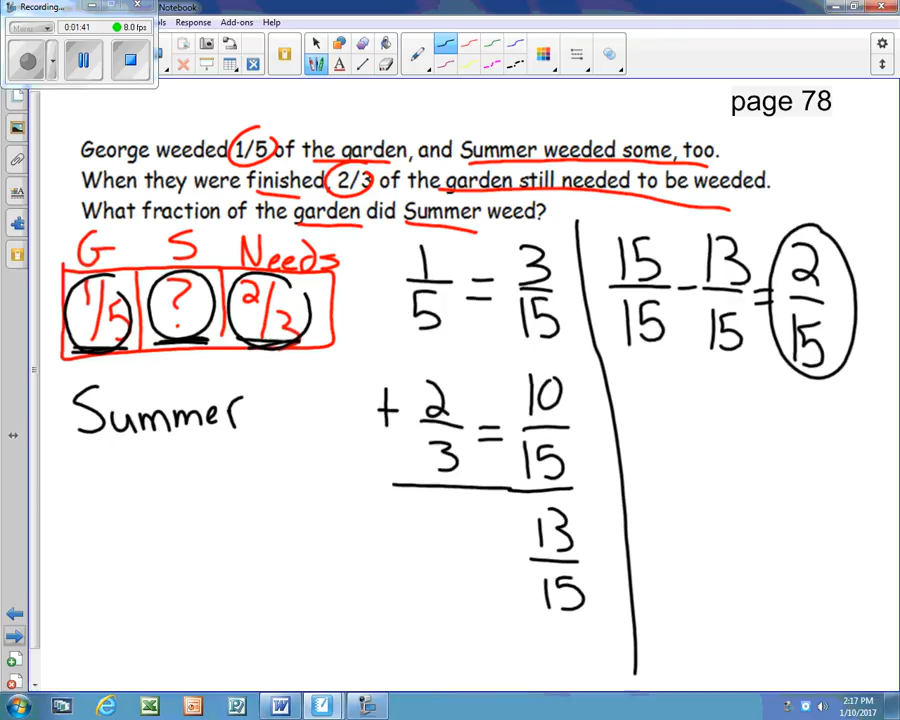 Recording...
Notebook
Menu
0:01:41
8.0 fps
Response Add-ons Help
page 78
George weeded 1/5 of the garden, and Summer weeded some, too.
When they were finished, 2/3 of the garden still needed to be weeded.
What fraction of the garden did Summer weed?
G S Needs
1/5 ? 2/3
1/5 = 3/15
+ 2/3 = 10/15
13/15
15/15 - 13/15 = 2/15
Summer
2:17 PM
1/10/2017